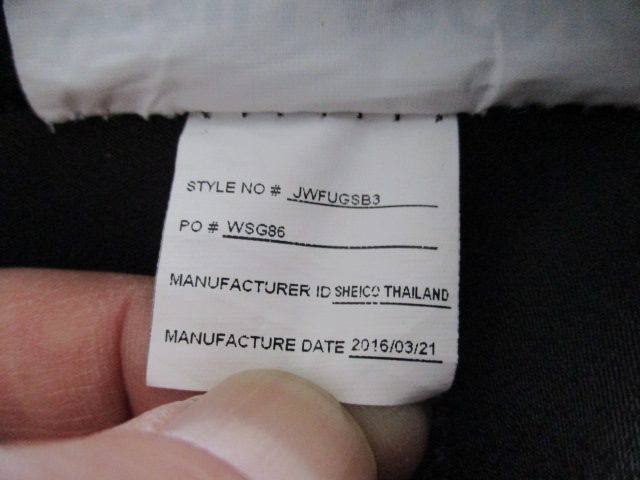 STYLE NO # JWFUGSB3
PO # WSG86
MANUFACTURER ID SHEICO THAILAND
MANUFACTURE DATE 2016/03/21